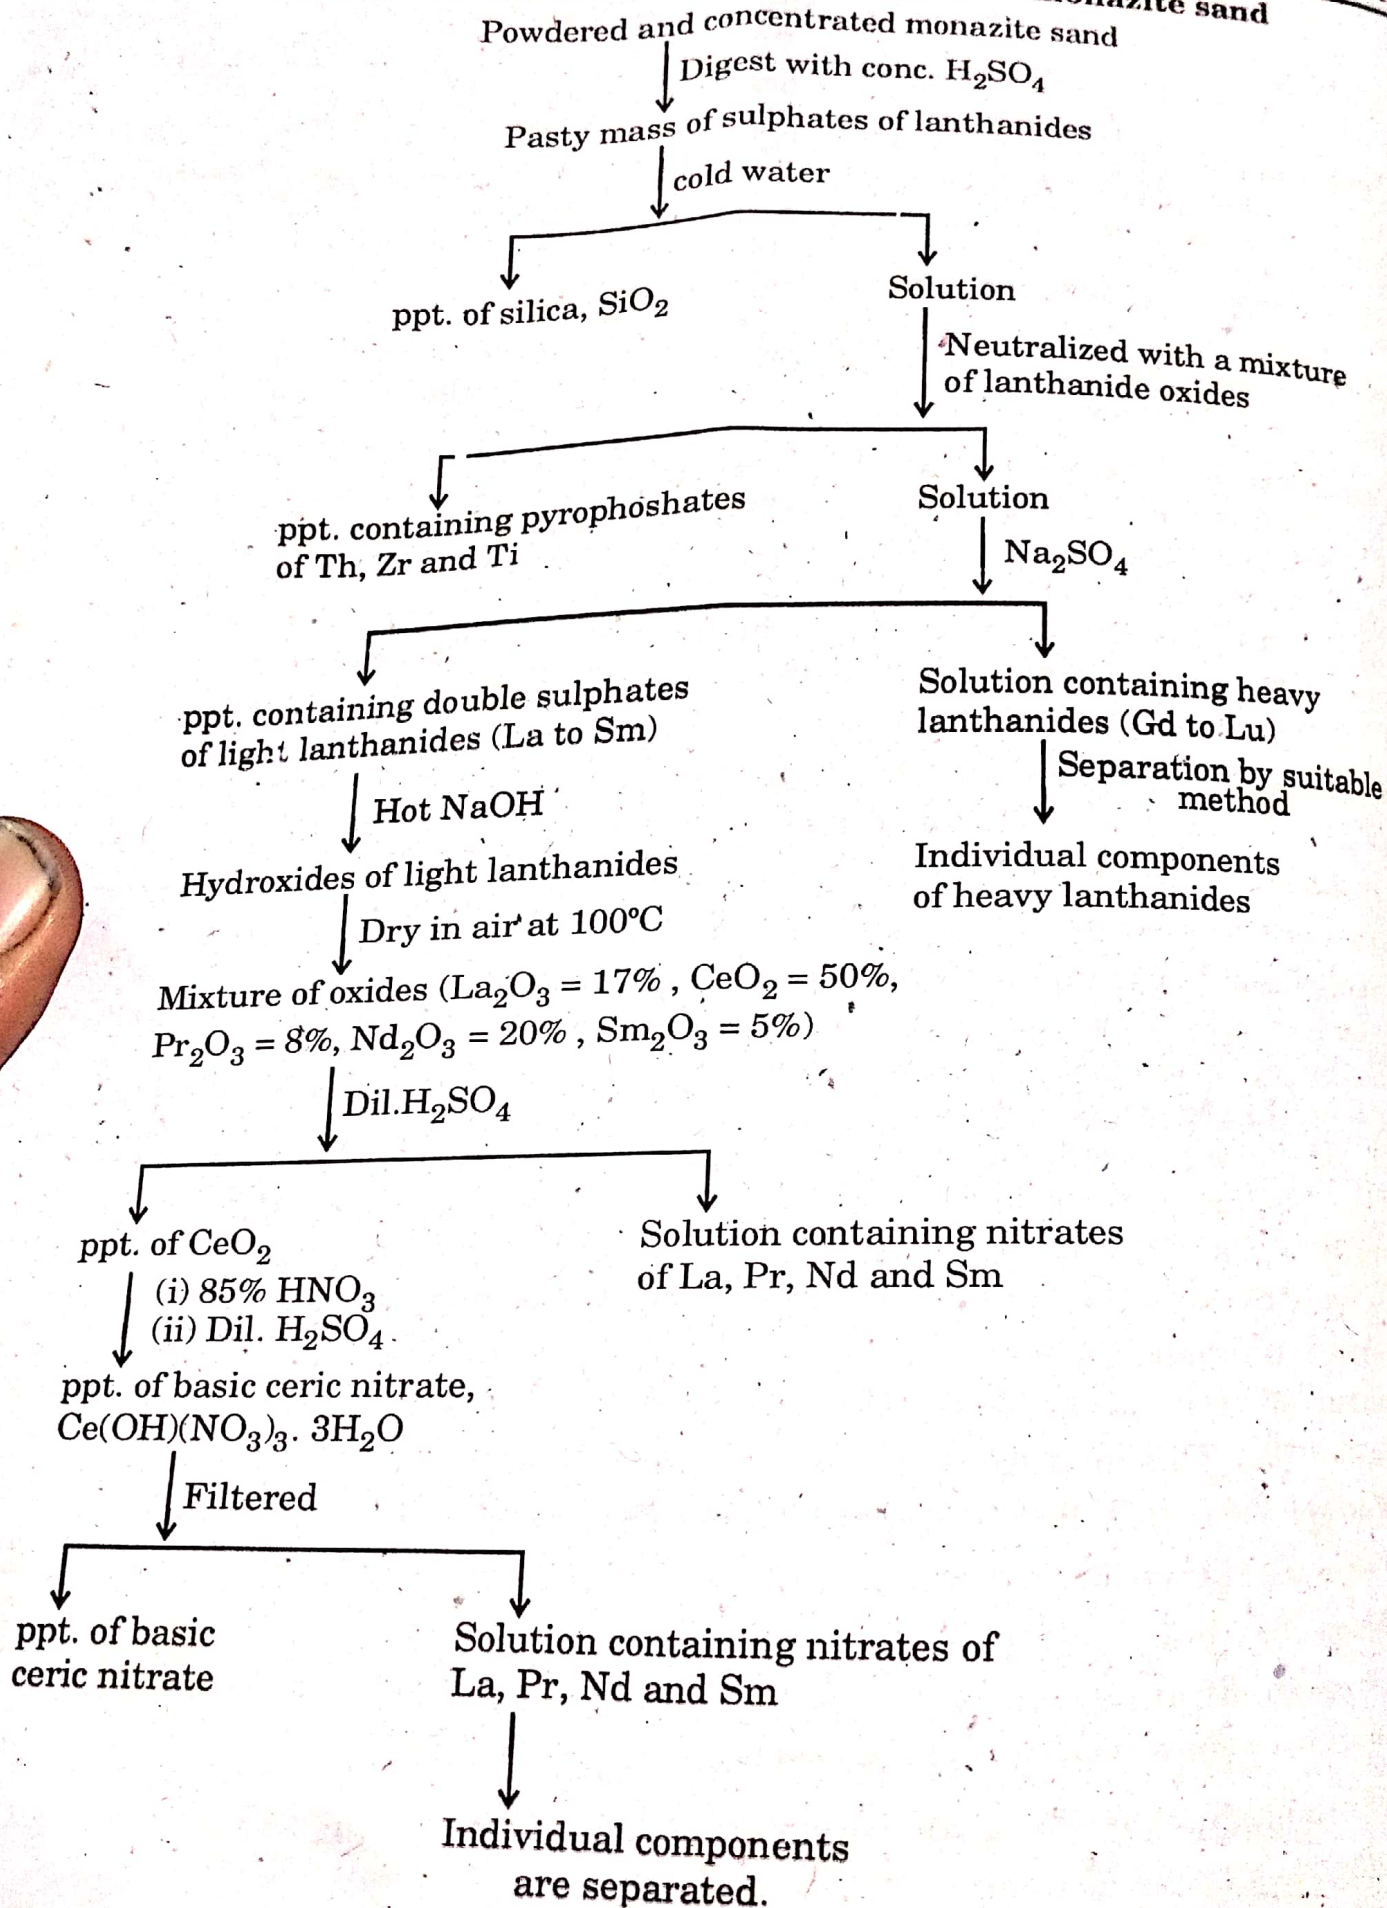 sand
Powdered and concentrated monazite sand
Digest with conc. H₂SO₄
Pasty mass of sulphates of lanthanides
cold water
ppt. of silica, SiO₂
Solution
Neutralized with a mixture
of lanthanide oxides
ppt. containing pyrophoshates
of Th, Zr and Ti
Solution
Na₂SO₄
ppt. containing double sulphates
of light lanthanides (La to Sm)
Solution containing heavy
lanthanides (Gd to Lu)
Hot NaOH
Separation by suitable
method
Hydroxides of light lanthanides
Individual components
of heavy lanthanides
Dry in air at 100ºC
Mixture of oxides (La₂O₃ = 17% , CeO₂ = 50%,
Pr₂O₃ = 8%, Nd₂O₃ = 20% , Sm₂O₃ = 5%)
Dil.H₂SO₄
ppt. of CeO₂
Solution containing nitrates
of La, Pr, Nd and Sm
(i) 85% HNO₃
(ii) Dil. H₂SO₄.
ppt. of basic ceric nitrate,
Ce(OH)(NO₃)₃. 3H₂O
Filtered
ppt. of basic
ceric nitrate
Solution containing nitrates of
La, Pr, Nd and Sm
Individual components
are separated.